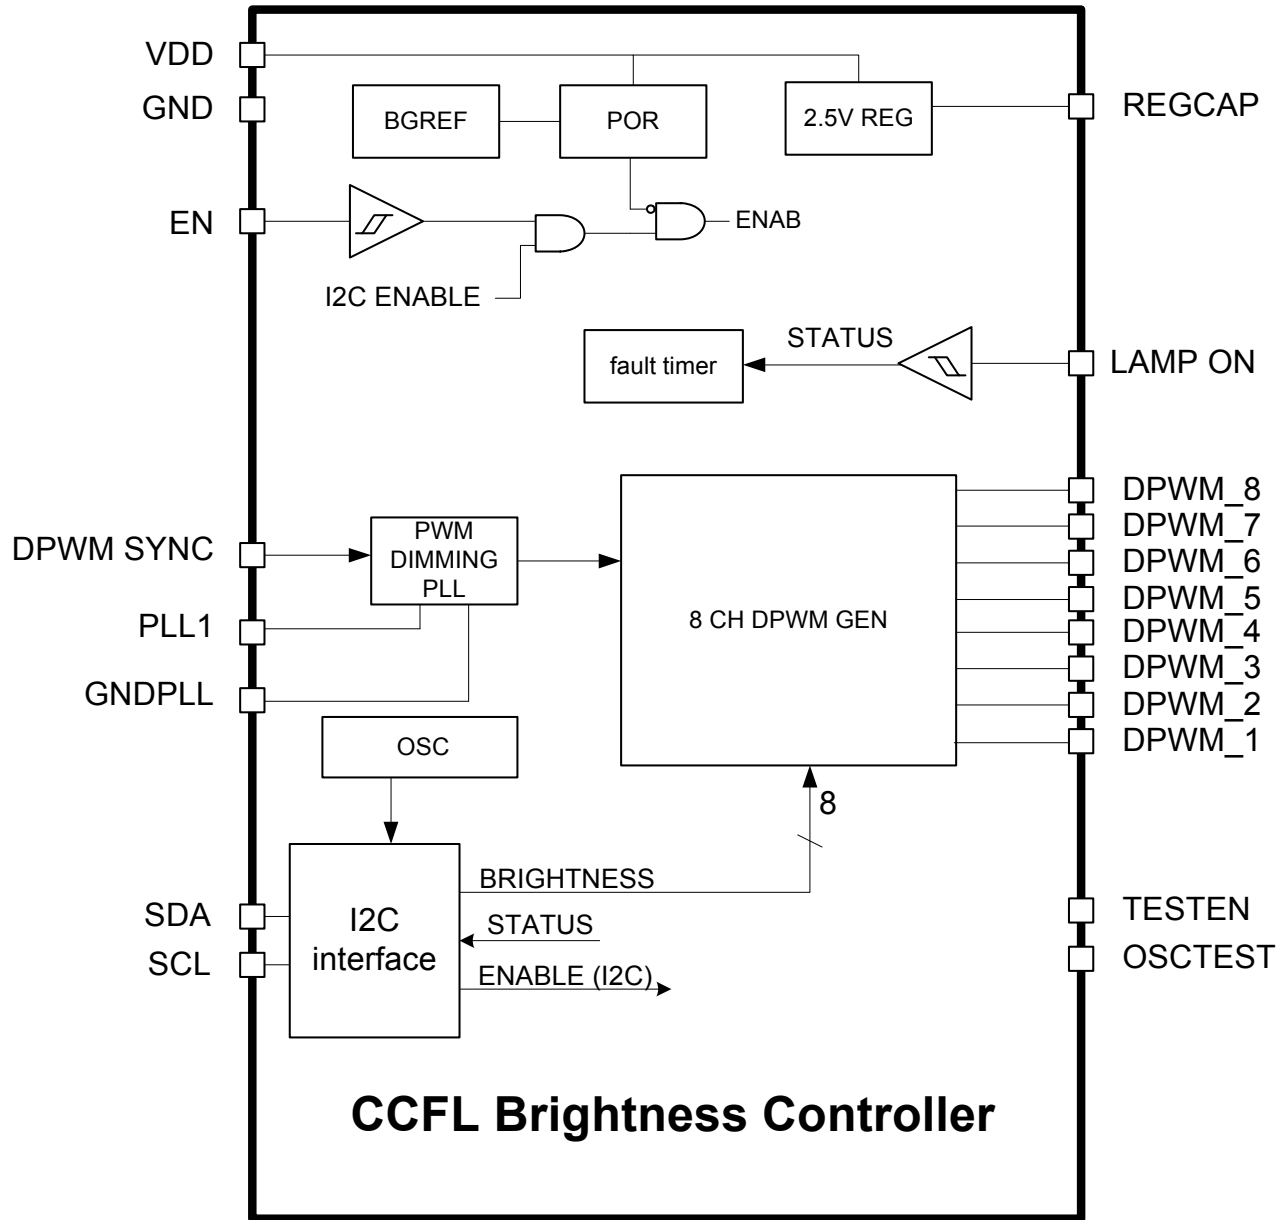 VDD
GND
BGREF
POR
2.5V REG
REGCAP
EN
ENAB
I2C ENABLE
STATUS
fault timer
LAMP ON
DPWM SYNC
PWM
DIMMING
PLL
PLL1
GNDPLL
8 CH DPWM GEN
DPWM_8
DPWM_7
DPWM_6
DPWM_5
DPWM_4
DPWM_3
DPWM_2
DPWM_1
OSC
8
SDA
SCL
I2C
interface
BRIGHTNESS
STATUS
ENABLE (I2C)
TESTEN
OSCTEST
CCFL Brightness Controller